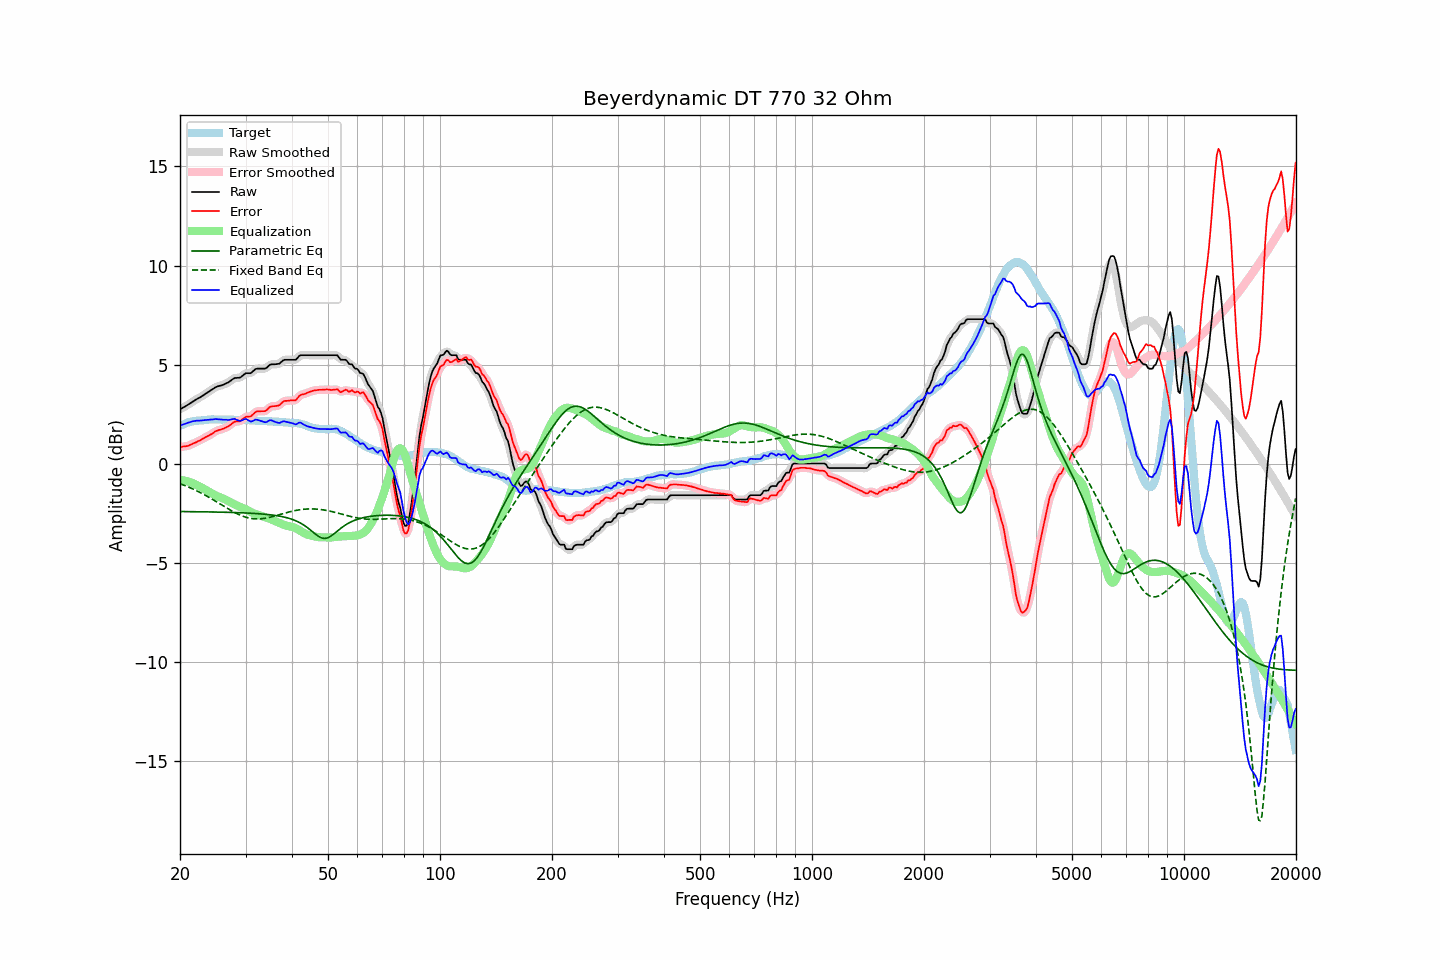 Beyerdynamic DT 770 32 Ohm
Target
Raw Smoothed
Error Smoothed
Raw
Error
Equalization
Parametric Eq
Fixed Band Eq
Equalized
Amplitude (dBr)
15
10
5
0
−5
−10
−15
20
50
100
200
500
1000
2000
5000
10000
20000
Frequency (Hz)